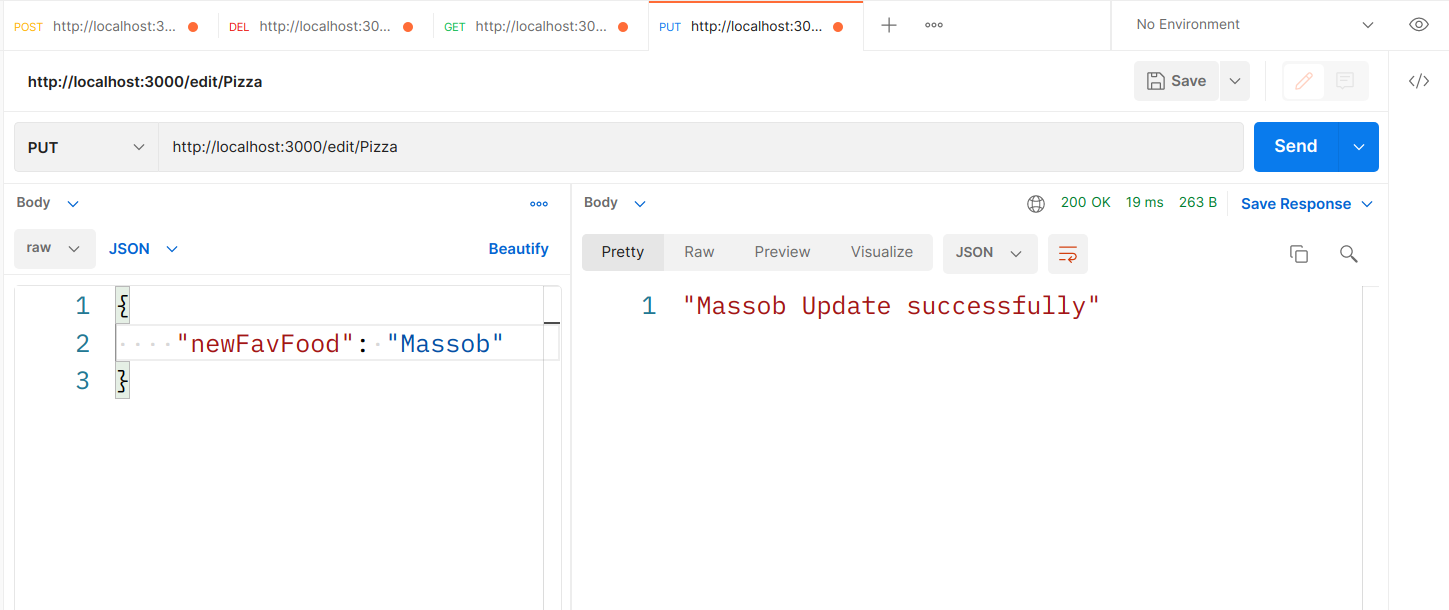 POST http://localhost:3... DEL http://localhost:30... GET http://localhost:30... PUT http://localhost:30... No Environment
http://localhost:3000/edit/Pizza Save </>
PUT http://localhost:3000/edit/Pizza Send
Body Body 200 OK 19 ms 263 B Save Response
raw JSON Beautify Pretty Raw Preview Visualize JSON
1 { 1 "Massob Update successfully"
2 "newFavFood": "Massob"
3 }